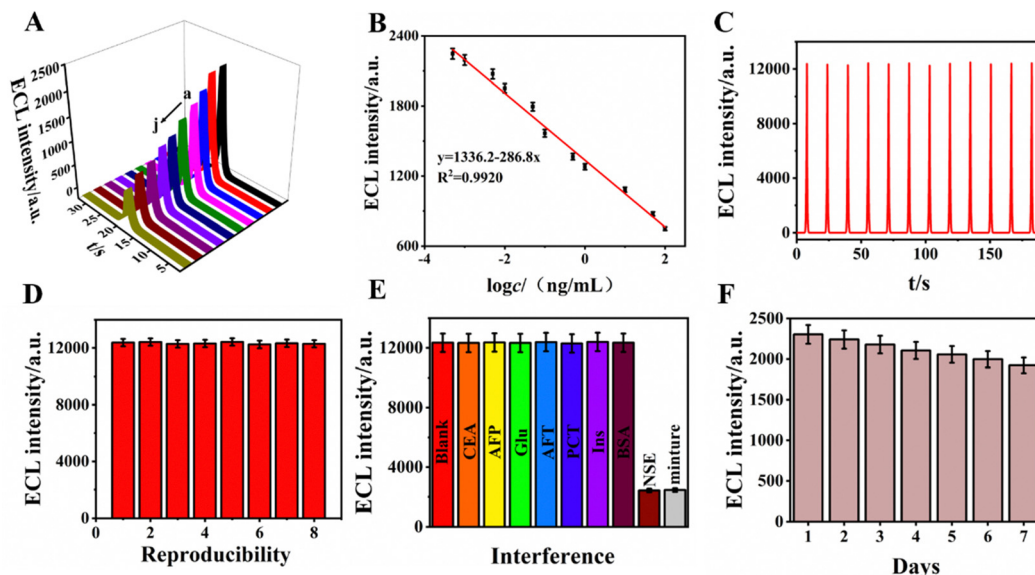 A
ECL intensity/a.u.
2500
2000
1500
1000
500
0
a
j
30
25
20
15
10
5
t/s
B
ECL intensity/a.u.
2400
1800
1200
600
y=1336.2-286.8x
R²=0.9920
-4
-2
0
2
logc/（ng/mL）
C
ECL intensity/a.u.
12000
8000
4000
0
0
50
100
150
t/s
D
ECL intensity/a.u.
12000
8000
4000
0
0
2
4
6
8
Reproducibility
E
ECL intensity/a.u.
12000
8000
4000
0
Blank
CEA
AFP
Glu
AFT
PCT
Ins
BSA
NSE
minture
Interference
F
ECL intensity/a.u.
2500
2000
1500
1000
500
0
1
2
3
4
5
6
7
Days